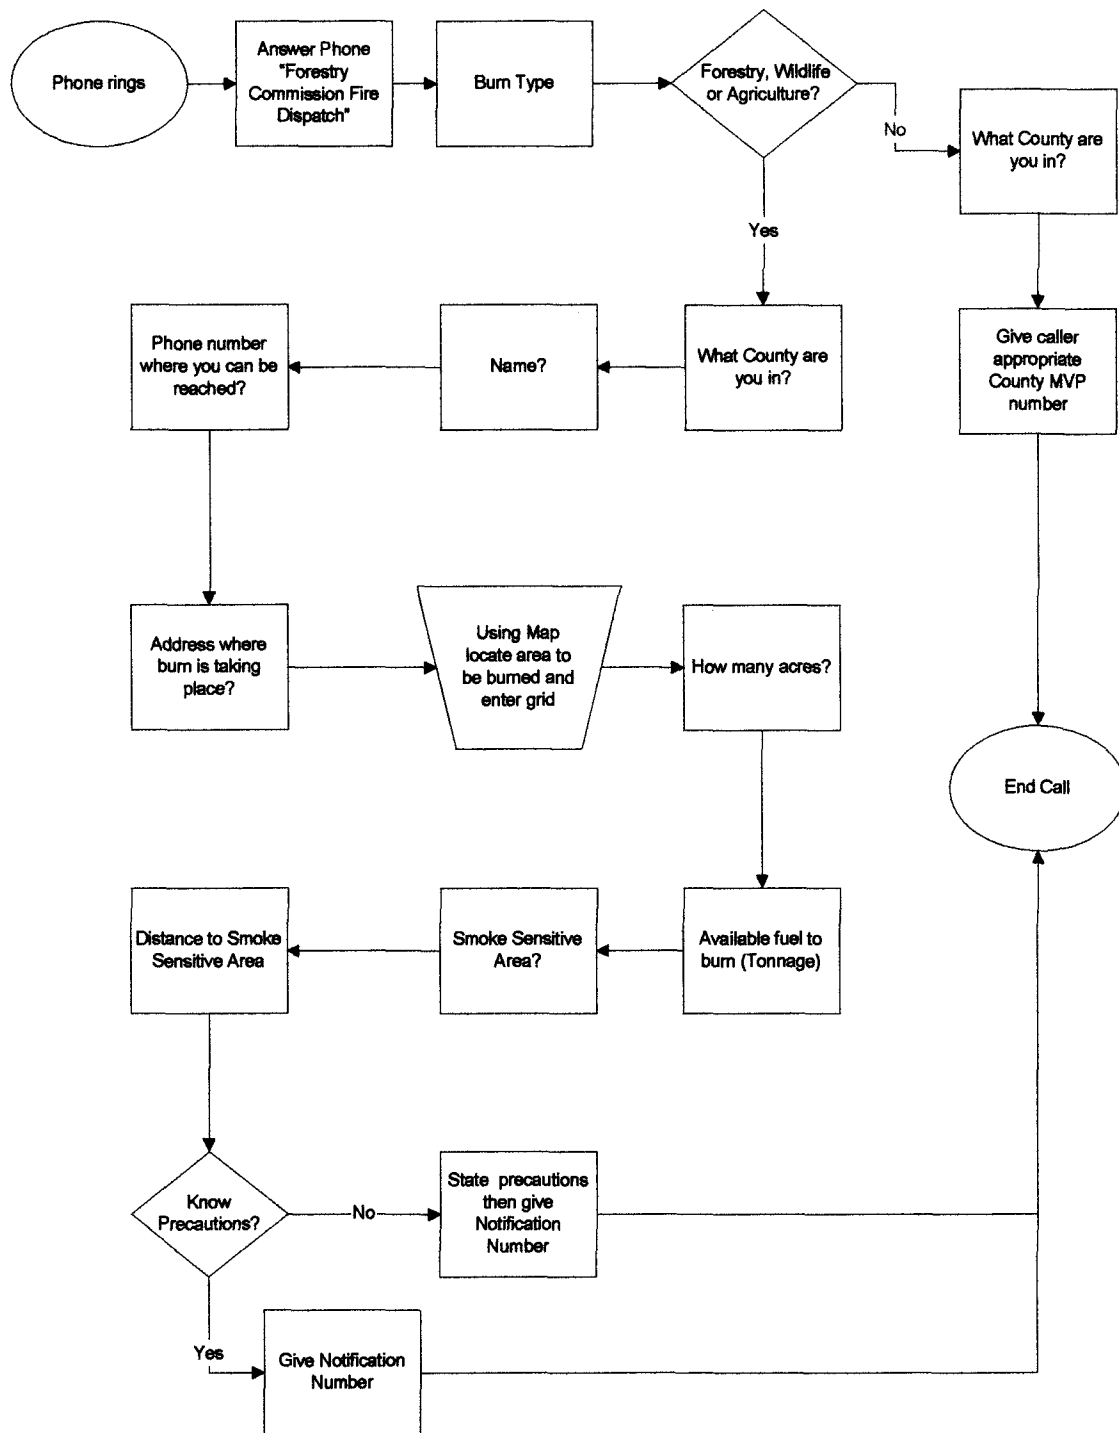 Phone rings
Answer Phone
"Forestry
Commission Fire
Dispatch"
Burn Type
Forestry, Wildlife
or Agriculture?
No
What County are
you in?
Yes
Phone number
where you can be
reached?
Name?
What County are
you in?
Give caller
appropriate
County MVP
number
Address where
burn is taking
place?
Using Map
locate area to
be burned and
enter grid
How many acres?
End Call
Distance to Smoke
Sensitive Area
Smoke Sensitive
Area?
Available fuel to
burn (Tonnage)
Know
Precautions?
No
State precautions
then give
Notification
Number
Yes
Give Notification
Number